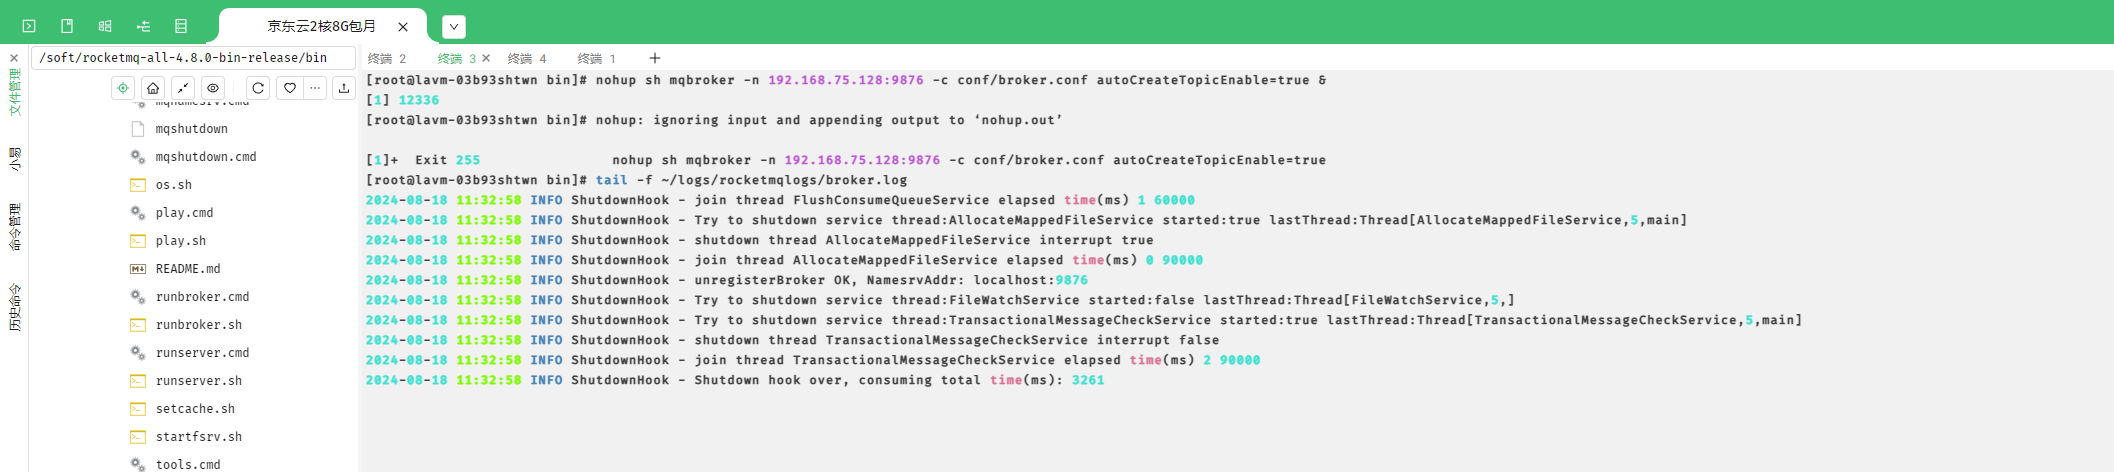 京东云2核8G包月
文件管理
小易
命令管理
历史命令
/soft/rocketmq-all-4.8.0-bin-release/bin
mqnamesrv.cmd
mqshutdown
mqshutdown.cmd
os.sh
play.cmd
play.sh
README.md
runbroker.cmd
runbroker.sh
runserver.cmd
runserver.sh
setcache.sh
startfsrv.sh
tools.cmd
终端 2 终端 3 终端 4 终端 1
[root@lavm-03b93shtwn bin]# nohup sh mqbroker -n 192.168.75.128:9876 -c conf/broker.conf autoCreateTopicEnable=true &
[1] 12336
[root@lavm-03b93shtwn bin]# nohup: ignoring input and appending output to ‘nohup.out’
[1]+  Exit 255                nohup sh mqbroker -n 192.168.75.128:9876 -c conf/broker.conf autoCreateTopicEnable=true
[root@lavm-03b93shtwn bin]# tail -f ~/logs/rocketmqlogs/broker.log
2024-08-18 11:32:58 INFO ShutdownHook - join thread FlushConsumeQueueService elapsed time(ms) 1 60000
2024-08-18 11:32:58 INFO ShutdownHook - Try to shutdown service thread:AllocateMappedFileService started:true lastThread:Thread[AllocateMappedFileService,5,main]
2024-08-18 11:32:58 INFO ShutdownHook - shutdown thread AllocateMappedFileService interrupt true
2024-08-18 11:32:58 INFO ShutdownHook - join thread AllocateMappedFileService elapsed time(ms) 0 90000
2024-08-18 11:32:58 INFO ShutdownHook - unregisterBroker OK, NamesrvAddr: localhost:9876
2024-08-18 11:32:58 INFO ShutdownHook - Try to shutdown service thread:FileWatchService started:false lastThread:Thread[FileWatchService,5,]
2024-08-18 11:32:58 INFO ShutdownHook - Try to shutdown service thread:TransactionalMessageCheckService started:true lastThread:Thread[TransactionalMessageCheckService,5,main]
2024-08-18 11:32:58 INFO ShutdownHook - shutdown thread TransactionalMessageCheckService interrupt false
2024-08-18 11:32:58 INFO ShutdownHook - join thread TransactionalMessageCheckService elapsed time(ms) 2 90000
2024-08-18 11:32:58 INFO ShutdownHook - Shutdown hook over, consuming total time(ms): 3261